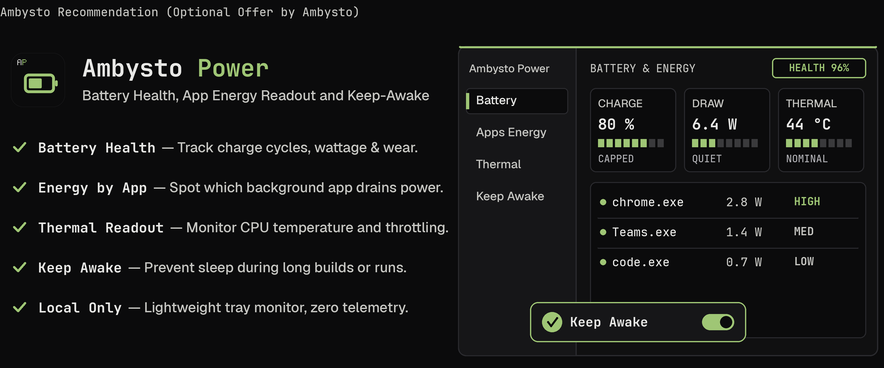 Ambysto Recommendation (Optional Offer by Ambysto)
AP
Ambysto Power
Battery Health, App Energy Readout and Keep-Awake
Battery Health — Track charge cycles, wattage & wear.
Energy by App — Spot which background app drains power.
Thermal Readout — Monitor CPU temperature and throttling.
Keep Awake — Prevent sleep during long builds or runs.
Local Only — Lightweight tray monitor, zero telemetry.
Ambysto Power
Battery
Apps Energy
Thermal
Keep Awake
BATTERY & ENERGY
HEALTH 96%
CHARGE
80 %
CAPPED
DRAW
6.4 W
QUIET
THERMAL
44 °C
NOMINAL
chrome.exe 2.8 W HIGH
Teams.exe 1.4 W MED
code.exe 0.7 W LOW
Keep Awake